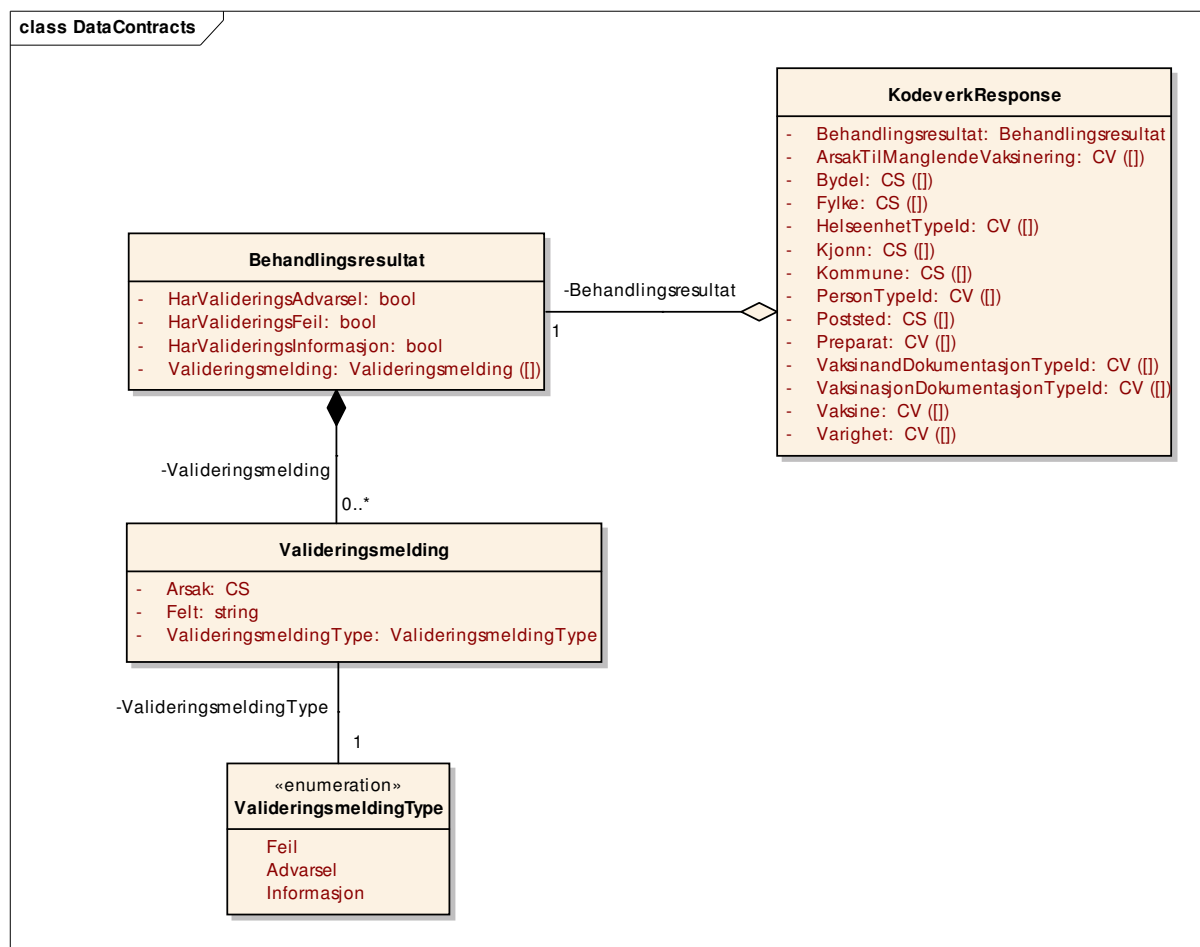 class DataContracts
KodeverkResponse
- Behandlingsresultat: Behandlingsresultat
- ArsakTilManglendeVaksinering: CV ([])
- Bydel: CS ([])
- Fylke: CS ([])
- HelseenhetTypeId: CV ([])
- Kjonn: CS ([])
- Kommune: CS ([])
- PersonTypeId: CV ([])
- Poststed: CS ([])
- Preparat: CV ([])
- VaksinandDokumentasjonTypeId: CV ([])
- VaksinasjonDokumentasjonTypeId: CV ([])
- Vaksine: CV ([])
- Varighet: CV ([])
Behandlingsresultat
- HarValideringsAdvarsel: bool
- HarValideringsFeil: bool
- HarValideringsInformasjon: bool
- Valideringsmelding: Valideringsmelding ([])
-Behandlingsresultat
1
-Valideringsmelding
0..*
Valideringsmelding
- Arsak: CS
- Felt: string
- ValideringsmeldingType: ValideringsmeldingType
-ValideringsmeldingType
1
«enumeration»
ValideringsmeldingType
Feil
Advarsel
Informasjon